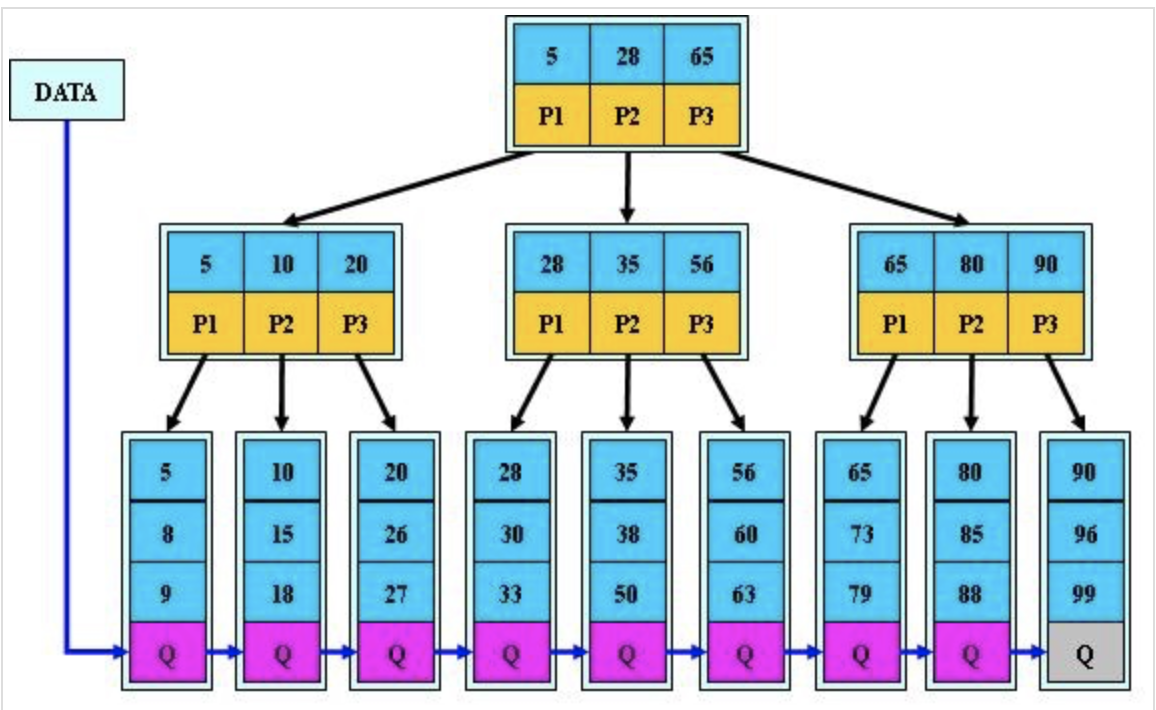 5 28 65
DATA
P1 P2 P3
5 10 20 28 35 56 65 80 90
P1 P2 P3 P1 P2 P3 P1 P2 P3
5 10 20 28 35 56 65 80 90
8 15 26 30 38 60 73 85 96
9 18 27 33 50 63 79 88 99
Q Q Q Q Q Q Q Q Q